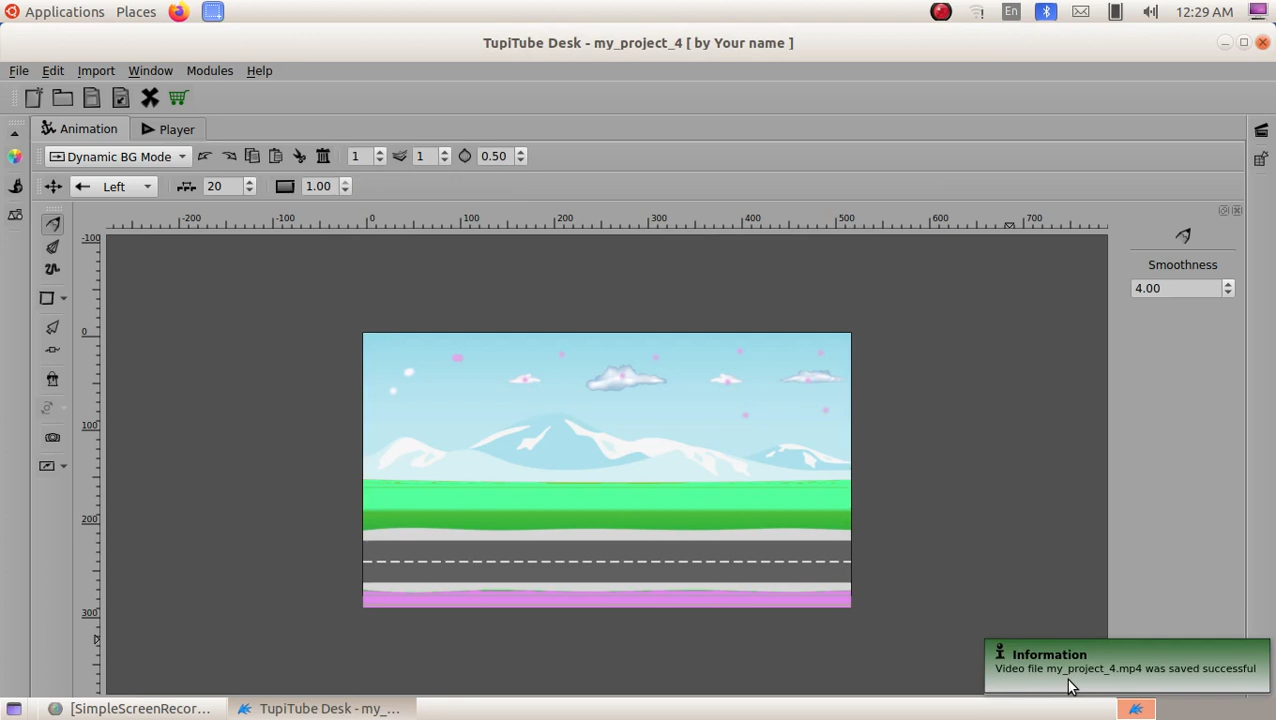 Applications Places En 12:29 AM
TupiTube Desk - my_project_4 [ by Your name ]
File Edit Import Window Modules Help
Animation Player
Dynamic BG Mode 1 1 0.50
Left 20 1.00
-200 -100 0 100 200 300 400 500 600 700
-100
0
100
200
300
Smoothness
4.00
Information
Video file my_project_4.mp4 was saved successful
[SimpleScreenRecor... TupiTube Desk - my_...